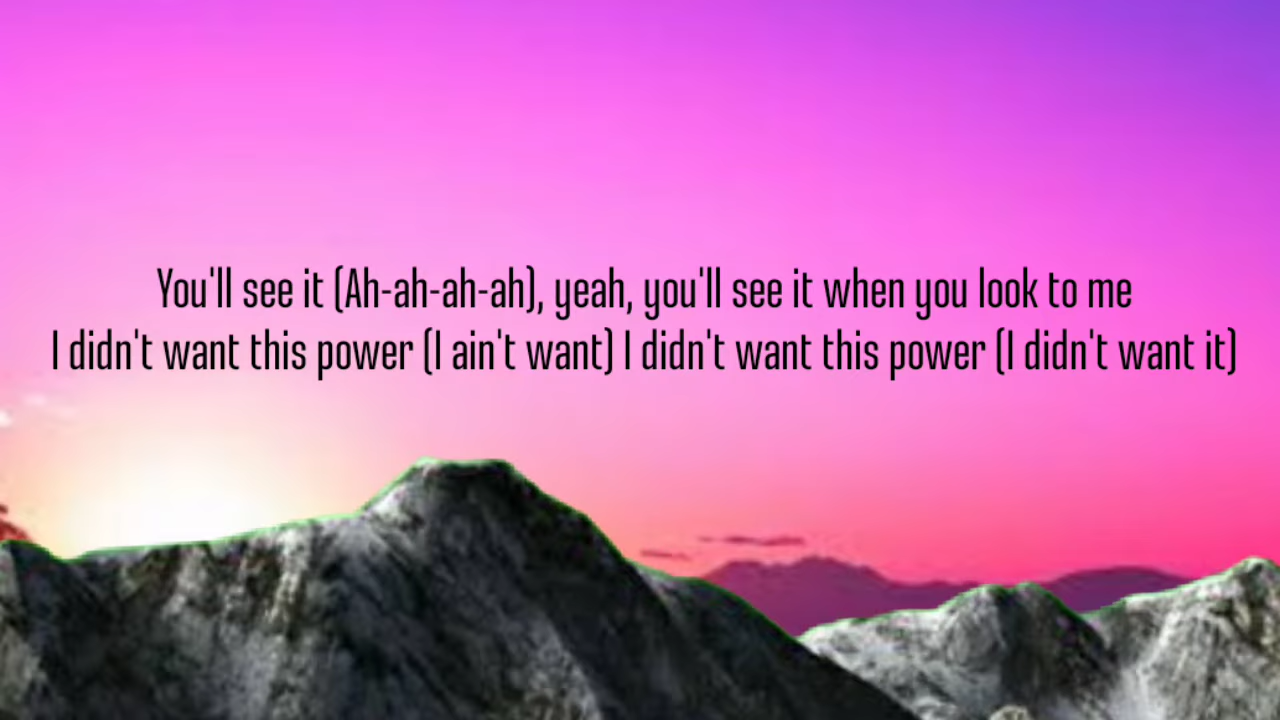 You'll see it (Ah-ah-ah-ah), yeah, you'll see it when you look to me
I didn't want this power (I ain't want) I didn't want this power (I didn't want it)